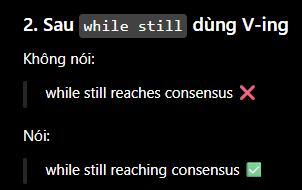 2. Sau while still dùng V-ing
Không nói:
while still reaches consensus ❌
Nói:
while still reaching consensus ✅